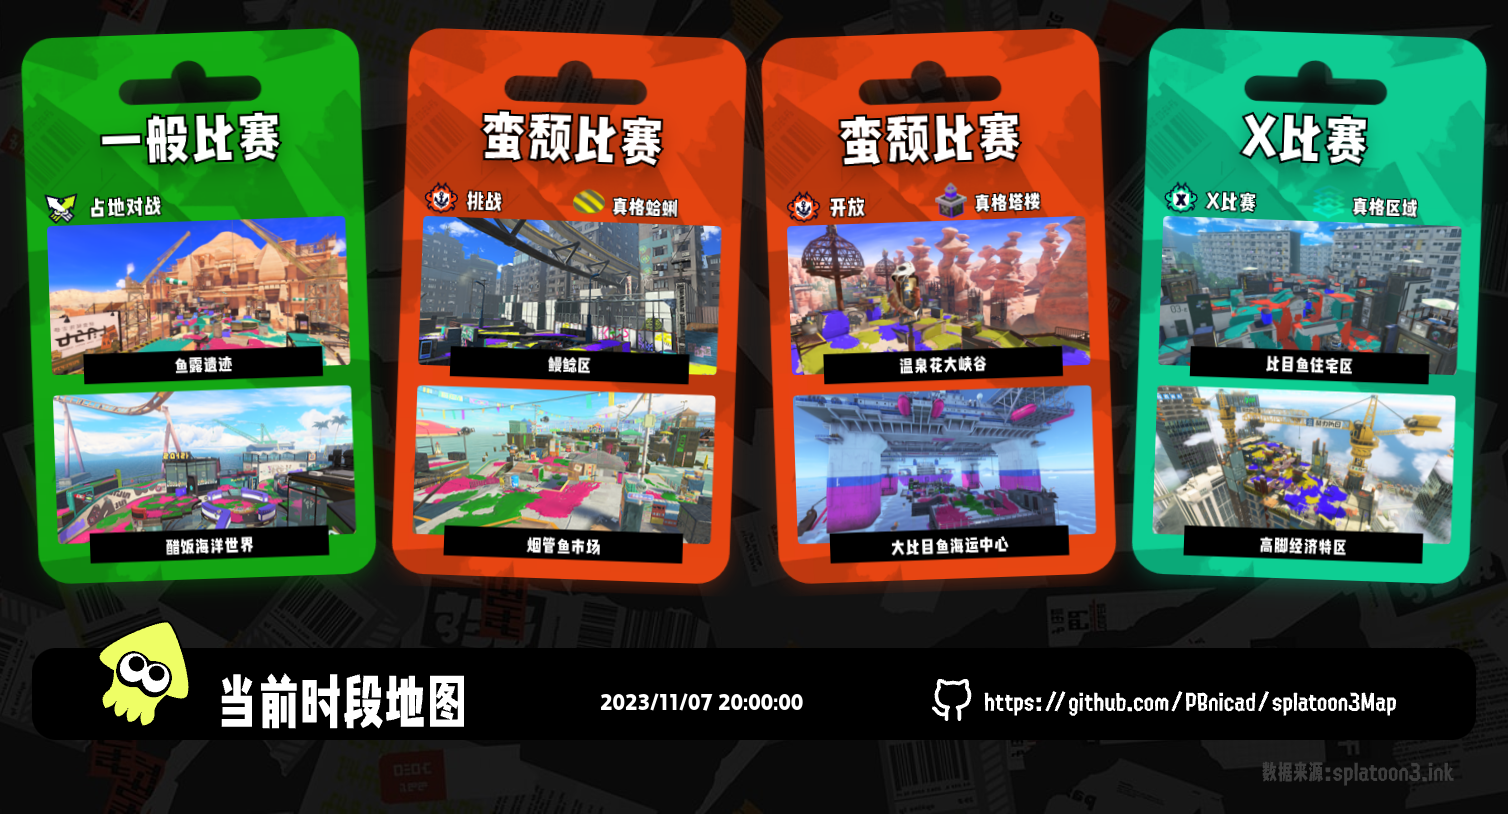 一般比赛
占地对战
鱼露遗迹
醋饭海洋世界
蛮颓比赛
挑战
真格蛤蜊
鳗鲶区
烟管鱼市场
蛮颓比赛
开放
真格塔楼
温泉花大峡谷
大比目鱼海运中心
X比赛
X比赛
真格区域
比目鱼住宅区
高脚经济特区
当前时段地图
2023/11/07 20:00:00
https://github.com/PBnicad/splatoon3Map
数据来源:splatoon3.ink